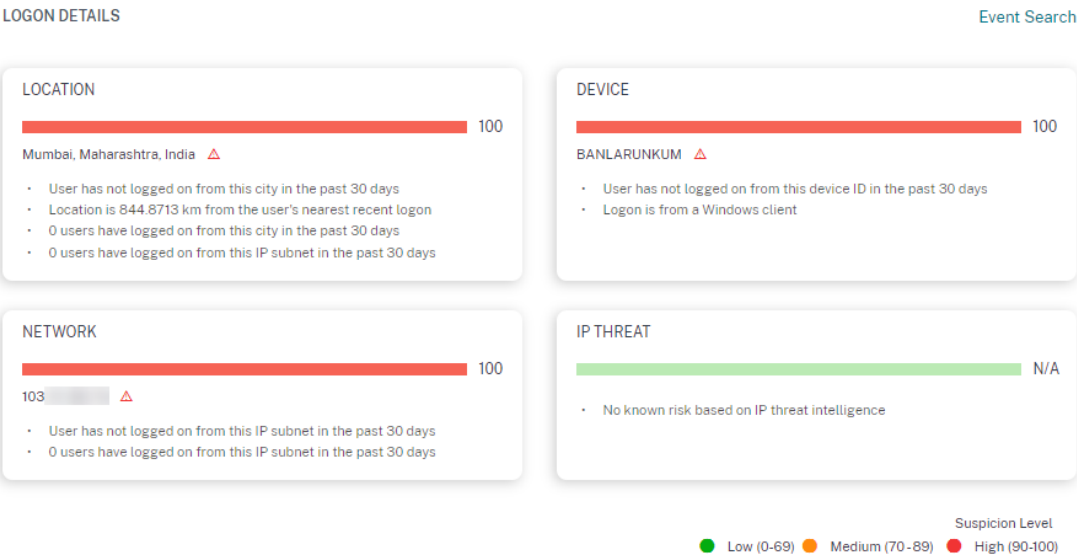 LOGON DETAILS
Event Search
LOCATION
100
Mumbai, Maharashtra, India
• User has not logged on from this city in the past 30 days
• Location is 844.8713 km from the user's nearest recent logon
• 0 users have logged on from this city in the past 30 days
• 0 users have logged on from this IP subnet in the past 30 days
DEVICE
100
BANLARUNKUM
• User has not logged on from this device ID in the past 30 days
• Logon is from a Windows client
NETWORK
100
103
• User has not logged on from this IP subnet in the past 30 days
• 0 users have logged on from this IP subnet in the past 30 days
IP THREAT
N/A
• No known risk based on IP threat intelligence
Suspicion Level
Low (0-69) Medium (70-89) High (90-100)